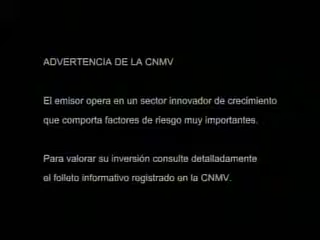 ADVERTENCIA DE LA CNMV
El emisor opera en un sector innovador de crecimiento
que comporta factores de riesgo muy importantes.
Para valorar su inversión consulte detalladamente
el folleto informativo registrado en la CNMV.